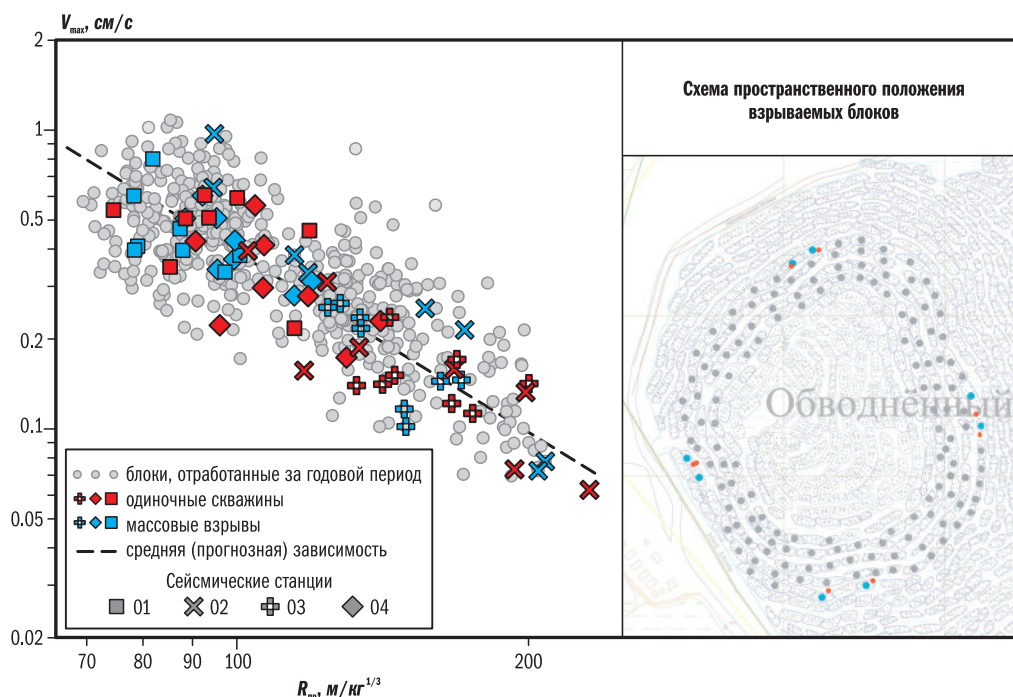 V_max, см/с
2
1
0.5
0.2
0.1
0.05
0.02
70 80 90 100 200
R_пр, м/кг^1/3
блоки, отработанные за годовой период
одиночные скважины
массовые взрывы
средняя (прогнозная) зависимость
Сейсмические станции
01 02 03 04
Схема пространственного положения
взрываемых блоков
Обводненный